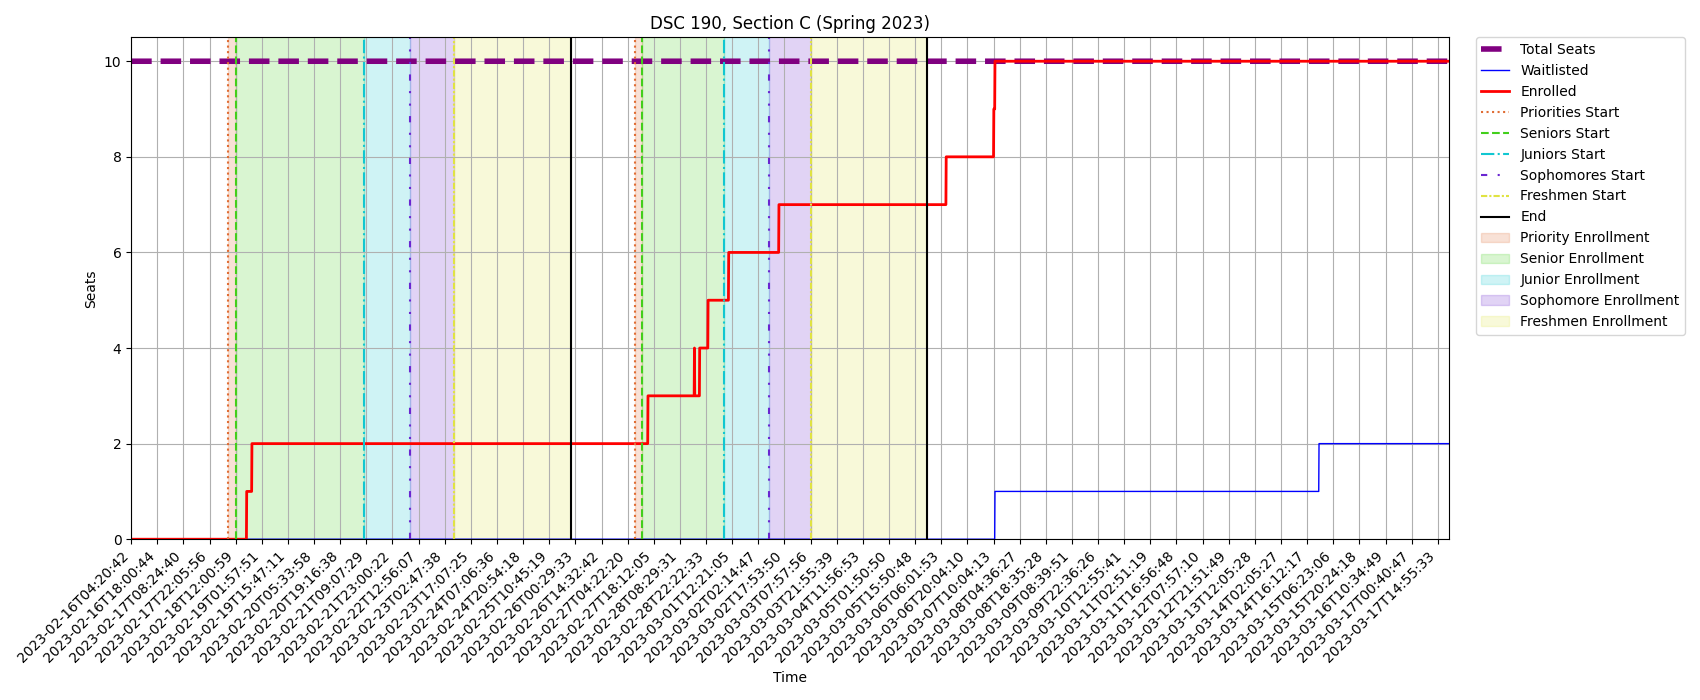 DSC 190, Section C (Spring 2023)
10
8
6
4
2
0
Seats
2023-02-16T04:20:42
2023-02-16T18:00:44
2023-02-17T08:24:40
2023-02-17T22:05:56
2023-02-18T12:00:59
2023-02-19T01:57:51
2023-02-19T15:47:11
2023-02-20T05:33:58
2023-02-20T19:16:38
2023-02-21T09:07:29
2023-02-21T23:00:22
2023-02-22T12:56:07
2023-02-23T02:47:38
2023-02-23T17:07:25
2023-02-24T07:06:36
2023-02-24T20:54:18
2023-02-25T10:45:19
2023-02-26T00:29:33
2023-02-26T14:32:42
2023-02-27T04:22:20
2023-02-27T18:12:05
2023-02-28T08:29:31
2023-02-28T22:22:33
2023-03-01T12:21:05
2023-03-02T02:14:47
2023-03-02T17:53:50
2023-03-03T07:57:56
2023-03-03T21:55:39
2023-03-04T11:56:53
2023-03-05T01:50:50
2023-03-05T15:50:48
2023-03-06T06:01:53
2023-03-06T20:04:10
2023-03-07T10:04:13
2023-03-08T04:36:27
2023-03-08T18:35:28
2023-03-09T08:39:51
2023-03-09T22:36:26
2023-03-10T12:55:41
2023-03-11T02:51:19
2023-03-11T16:56:48
2023-03-12T07:57:10
2023-03-12T21:51:49
2023-03-13T12:05:28
2023-03-14T02:05:27
2023-03-14T16:12:17
2023-03-15T06:23:06
2023-03-15T20:24:18
2023-03-16T10:34:49
2023-03-17T00:40:47
2023-03-17T14:55:33
Time
Total Seats
Waitlisted
Enrolled
Priorities Start
Seniors Start
Juniors Start
Sophomores Start
Freshmen Start
End
Priority Enrollment
Senior Enrollment
Junior Enrollment
Sophomore Enrollment
Freshmen Enrollment